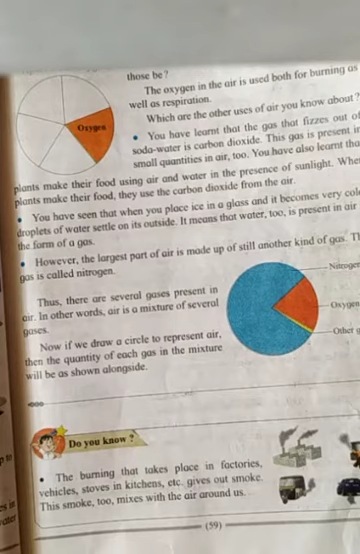 those be ?
The oxygen in the air is used both for burning as
well as respiration.
Which are the other uses of air you know about ?
Oxygen
• You have learnt that the gas that fizzes out of
soda-water is carbon dioxide. This gas is present in
small quantities in air, too. You have also learnt that
plants make their food using air and water in the presence of sunlight. When
plants make their food, they use the carbon dioxide from the air.
• You have seen that when you place ice in a glass and it becomes very cold
droplets of water settle on its outside. It means that water, too, is present in air
the form of a gas.
• However, the largest part of air is made up of still another kind of gas. Th
gas is called nitrogen.
Thus, there are several gases present in
air. In other words, air is a mixture of several
gases.
Now if we draw a circle to represent air,
then the quantity of each gas in the mixture
will be as shown alongside.
Nitrogen
Oxygen
Other g
Do you know ?
• The burning that takes place in factories,
vehicles, stoves in kitchens, etc. gives out smoke.
This smoke, too, mixes with the air around us.
(59)